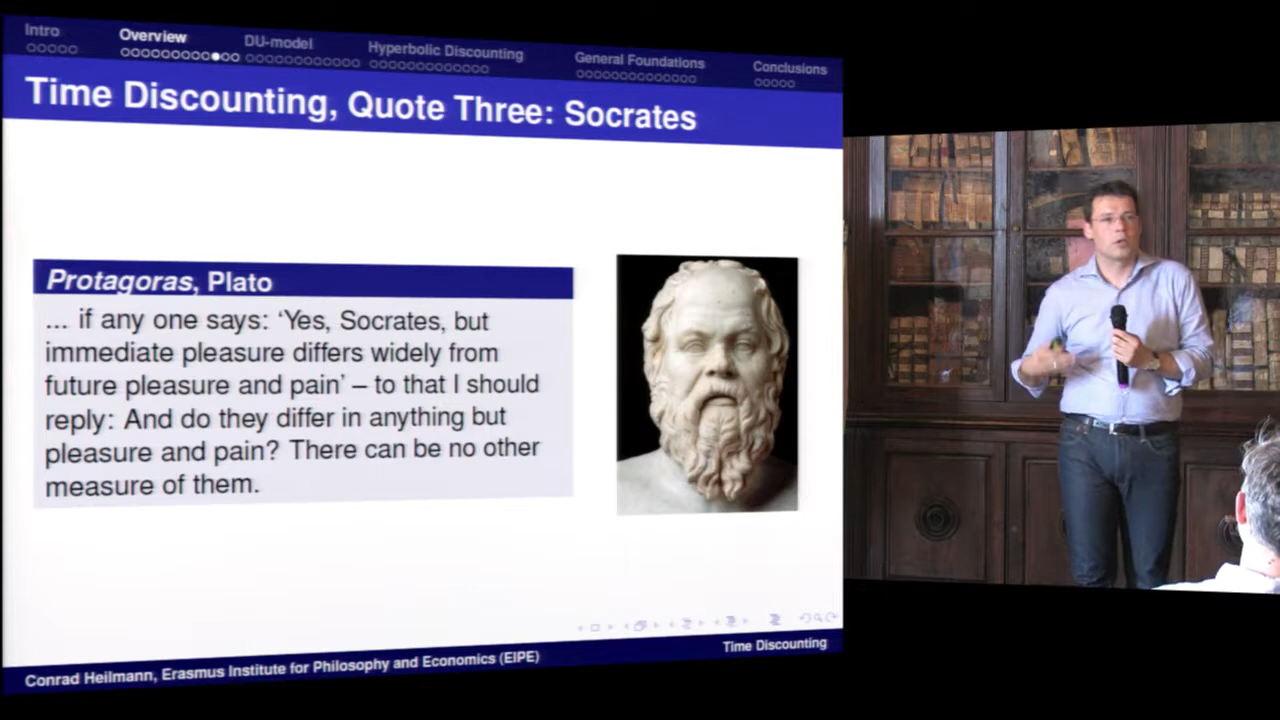 Intro
Overview
DU-model
Hyperbolic Discounting
General Foundations
Conclusions
Time Discounting, Quote Three: Socrates
Protagoras, Plato
... if any one says: ‘Yes, Socrates, but
immediate pleasure differs widely from
future pleasure and pain’ – to that I should
reply: And do they differ in anything but
pleasure and pain? There can be no other
measure of them.
Conrad Heilmann, Erasmus Institute for Philosophy and Economics (EIPE)
Time Discounting